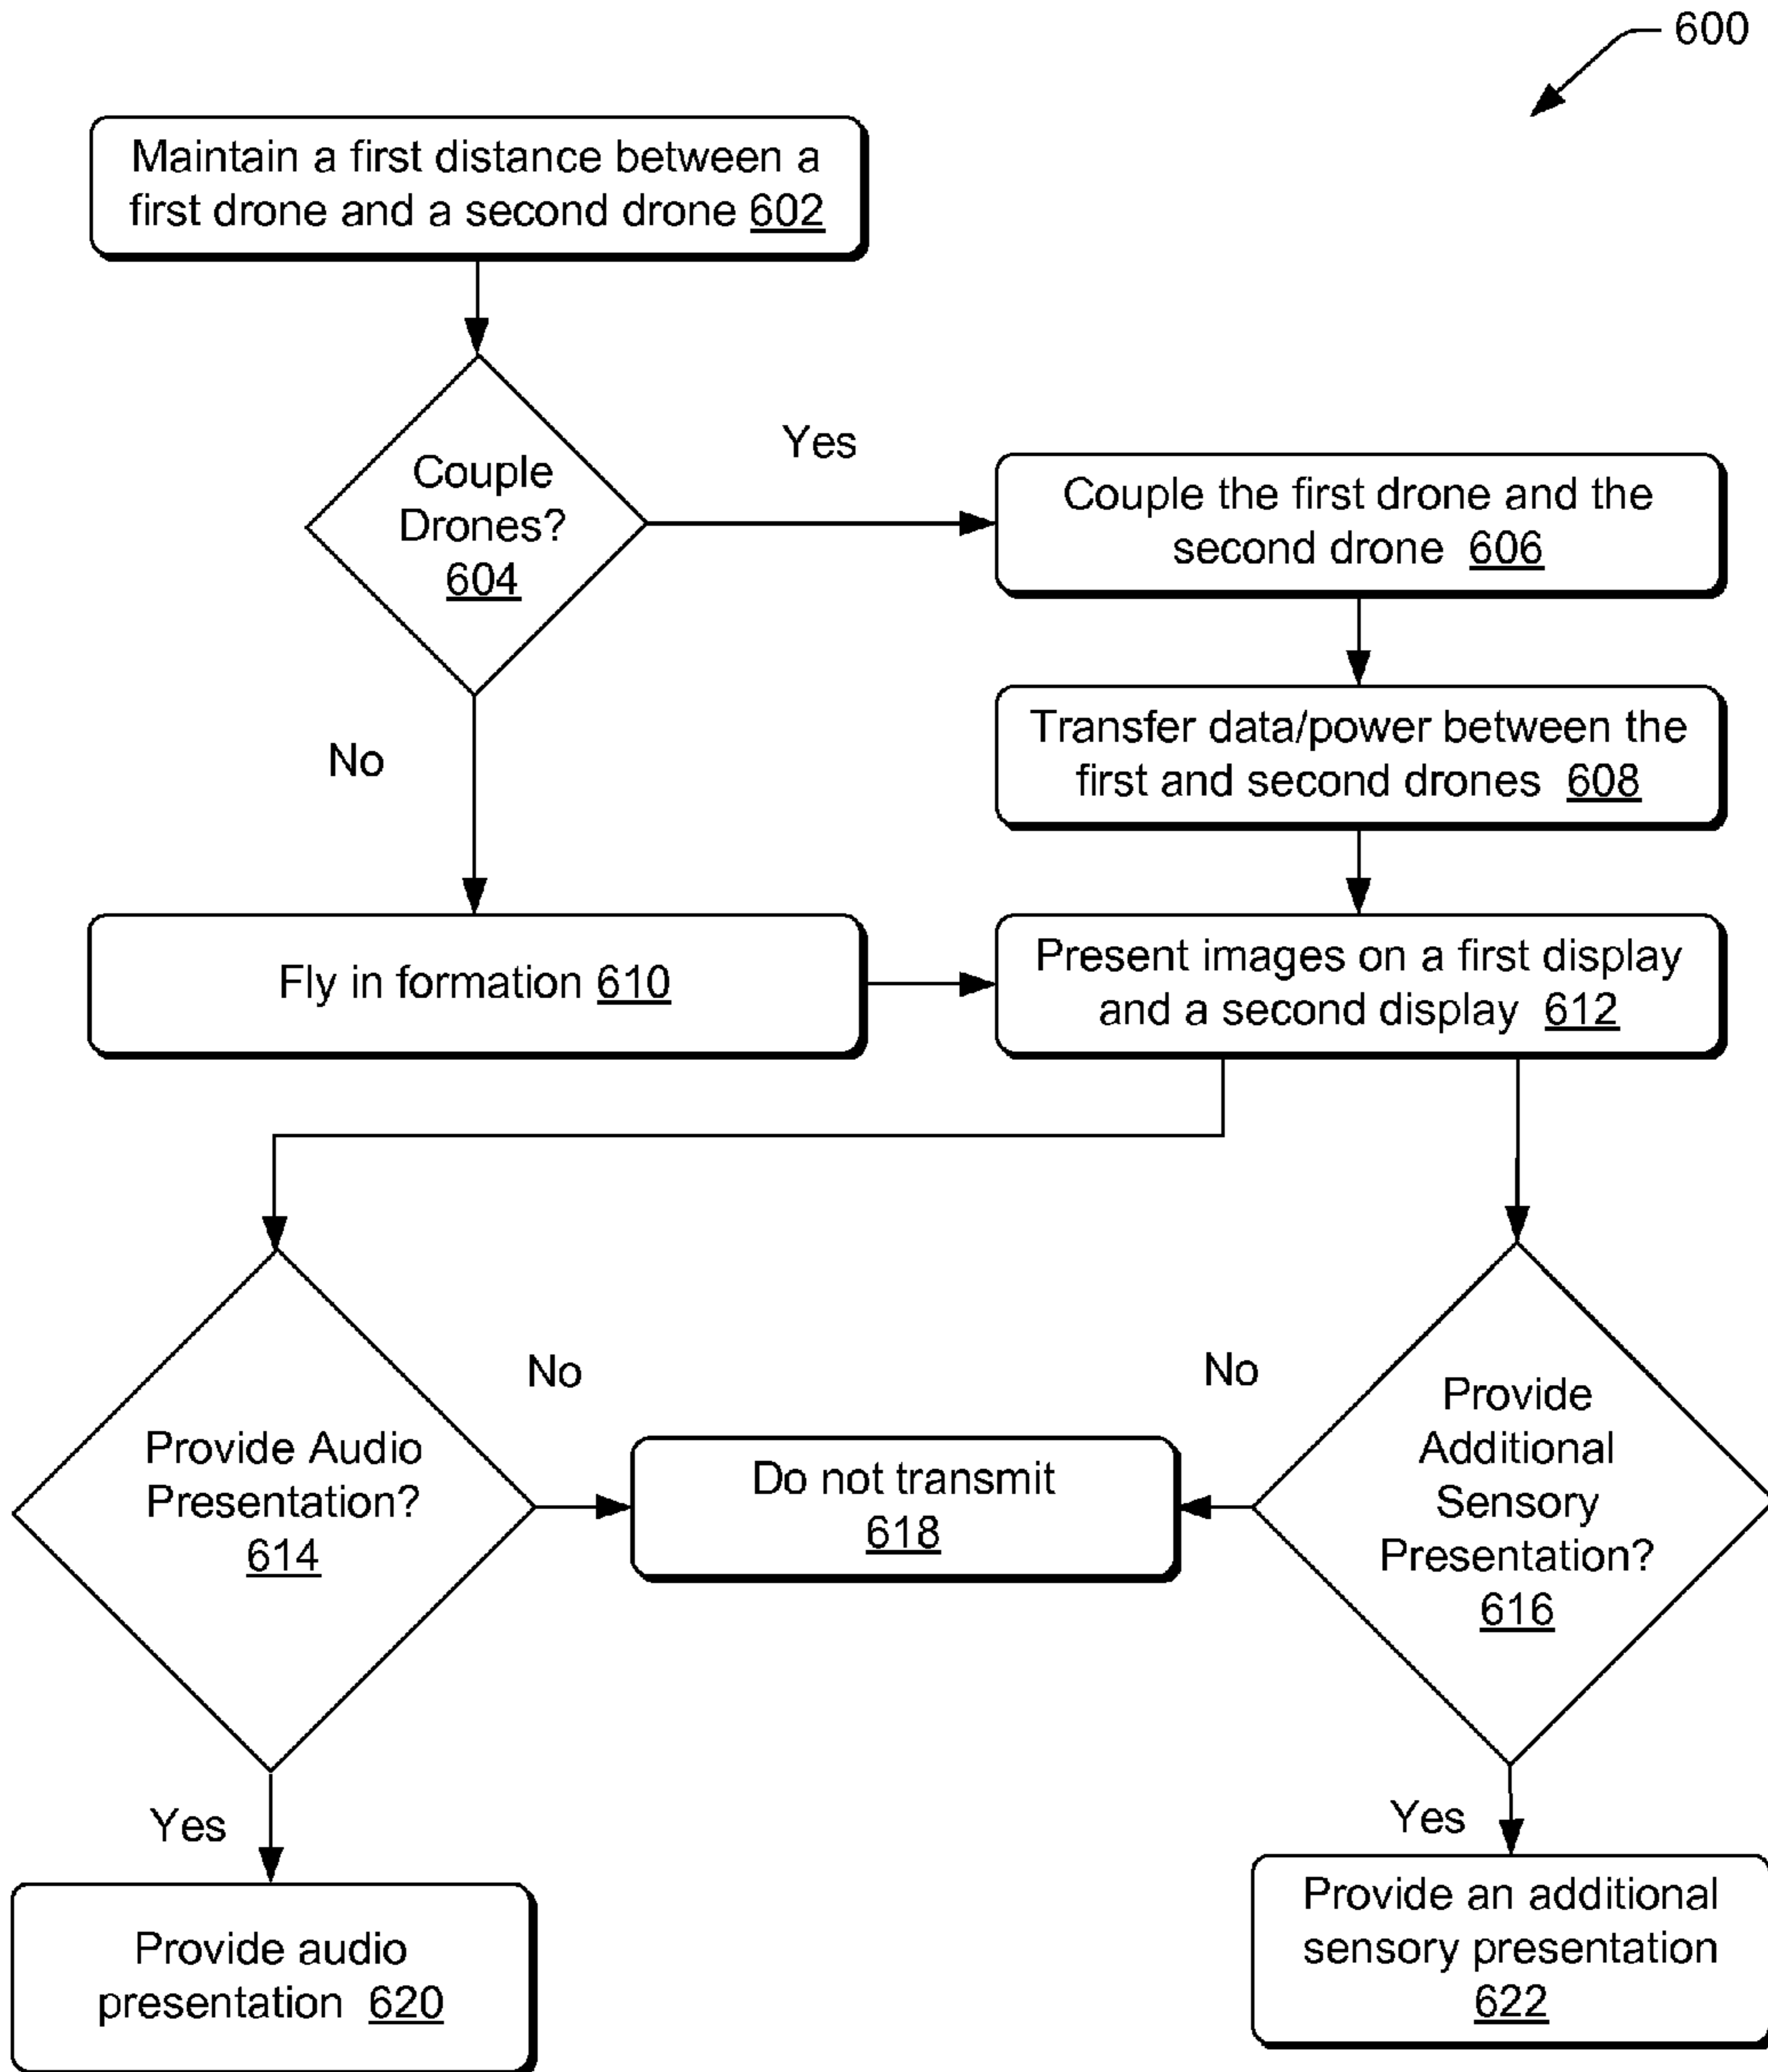 600
Maintain a first distance between a
first drone and a second drone 602
Couple
Drones?
604
Yes
Couple the first drone and the
second drone 606
No
Transfer data/power between the
first and second drones 608
Fly in formation 610
Present images on a first display
and a second display 612
Provide Audio
Presentation?
614
No
Do not transmit
618
No
Provide
Additional
Sensory
Presentation?
616
Yes
Provide audio
presentation 620
Yes
Provide an additional
sensory presentation
622